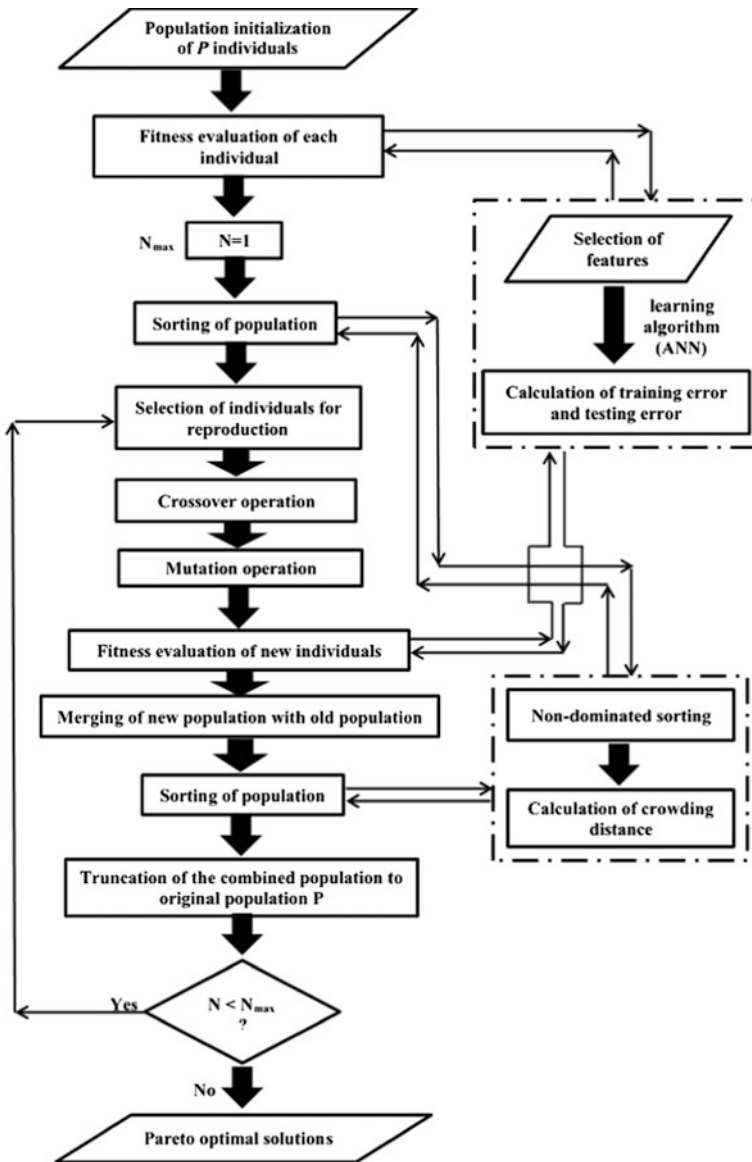 Population initialization
of P individuals
Fitness evaluation of each
individual
Nmax
N=1
Sorting of population
Selection of individuals for
reproduction
Crossover operation
Mutation operation
Fitness evaluation of new individuals
Merging of new population with old population
Sorting of population
Truncation of the combined population to
original population P
Yes
N < Nmax
?
No
Pareto optimal solutions
Selection of
features
learning
algorithm
(ANN)
Calculation of training error
and testing error
Non-dominated sorting
Calculation of crowding
distance